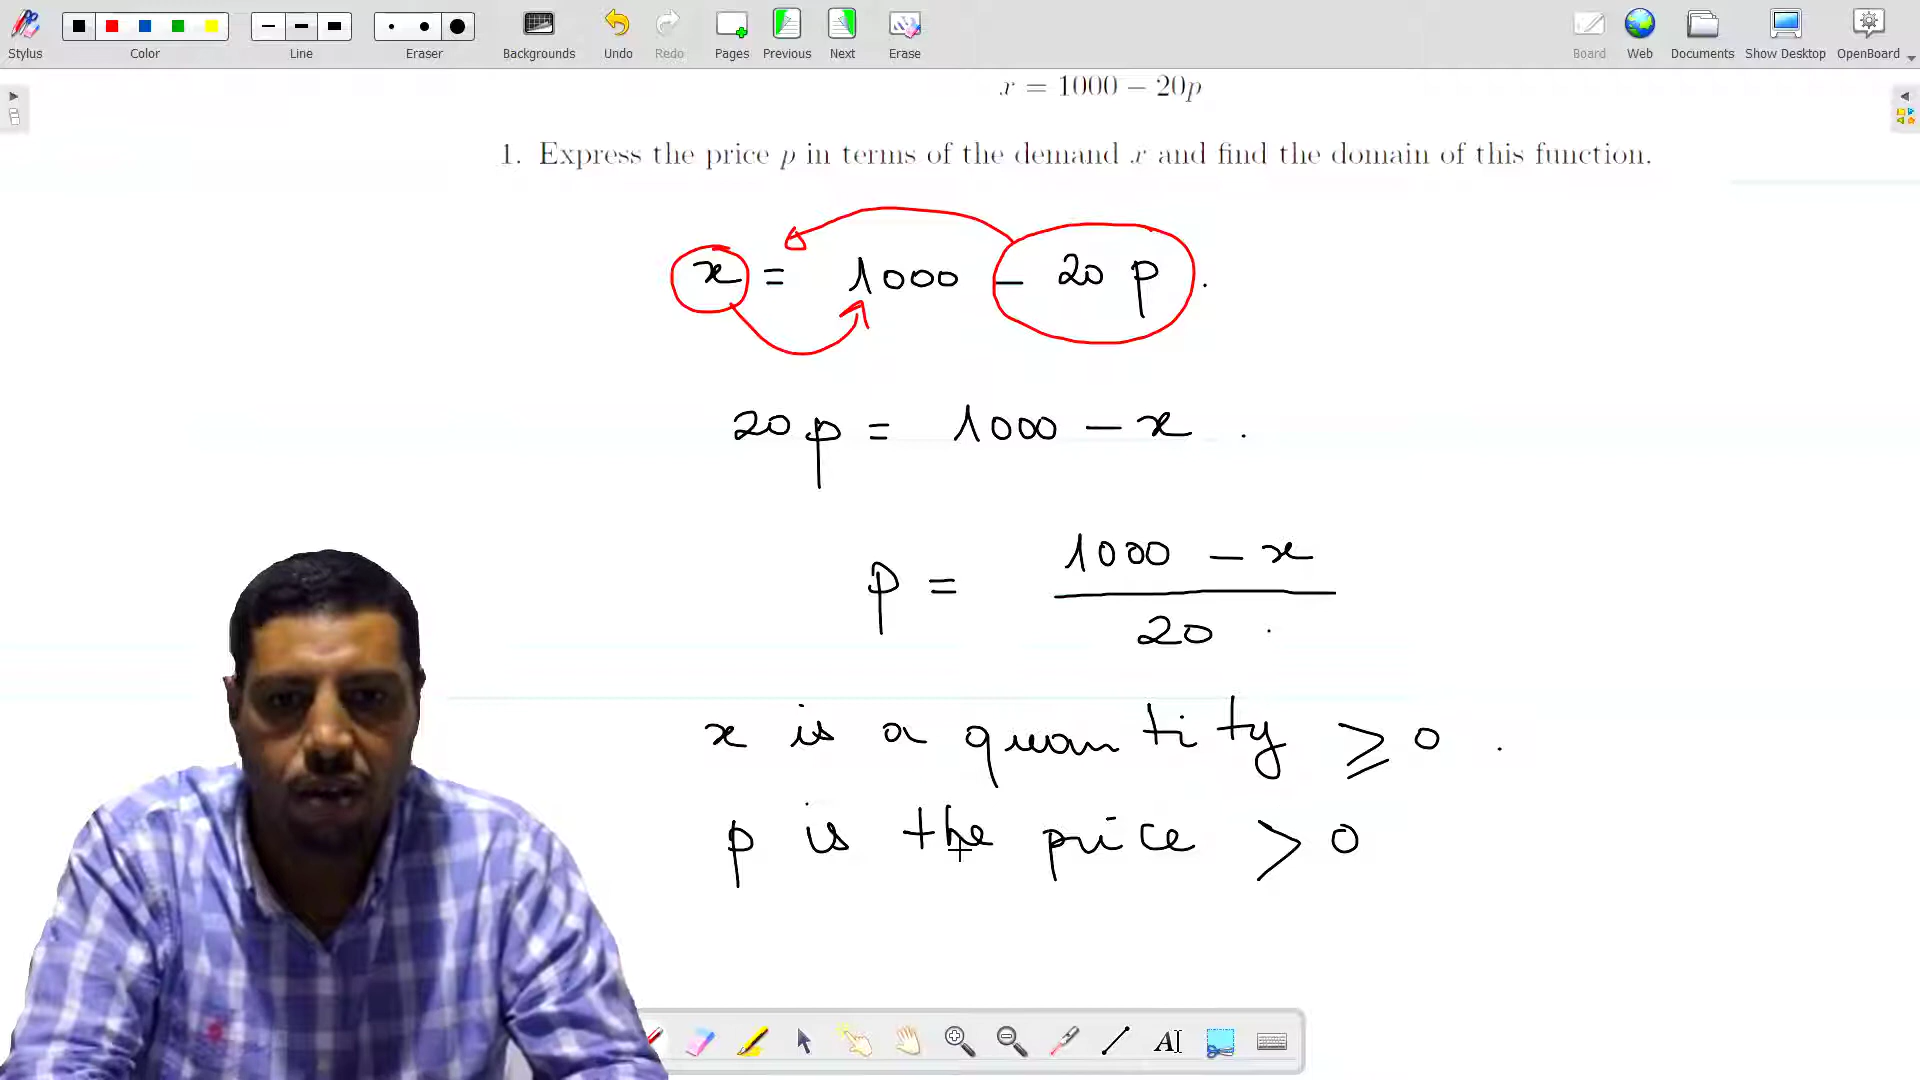 Stylus Color Line Eraser Backgrounds Undo Redo Pages Previous Next Erase Board Web Documents Show Desktop OpenBoard
x = 1000 − 20p
1. Express the price p in terms of the demand x and find the domain of this function.
x = 1000 − 20 p .
20 p = 1000 − x .
p = (1000 − x) / 20 .
x is a quantity ≥ 0 .
p is the price > 0
AI